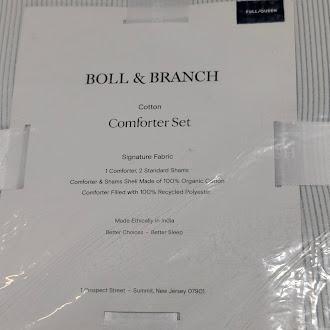 FULL/QUEEN
BOLL & BRANCH
Cotton
Comforter Set
Signature Fabric
1 Comforter, 2 Standard Shams
Comforter & Shams Shell Made of 100% Organic Cotton
Comforter Filled with 100% Recycled Polyester
Made Ethically in India
Better Choices – Better Sleep
1 Prospect Street – Summit, New Jersey 07901